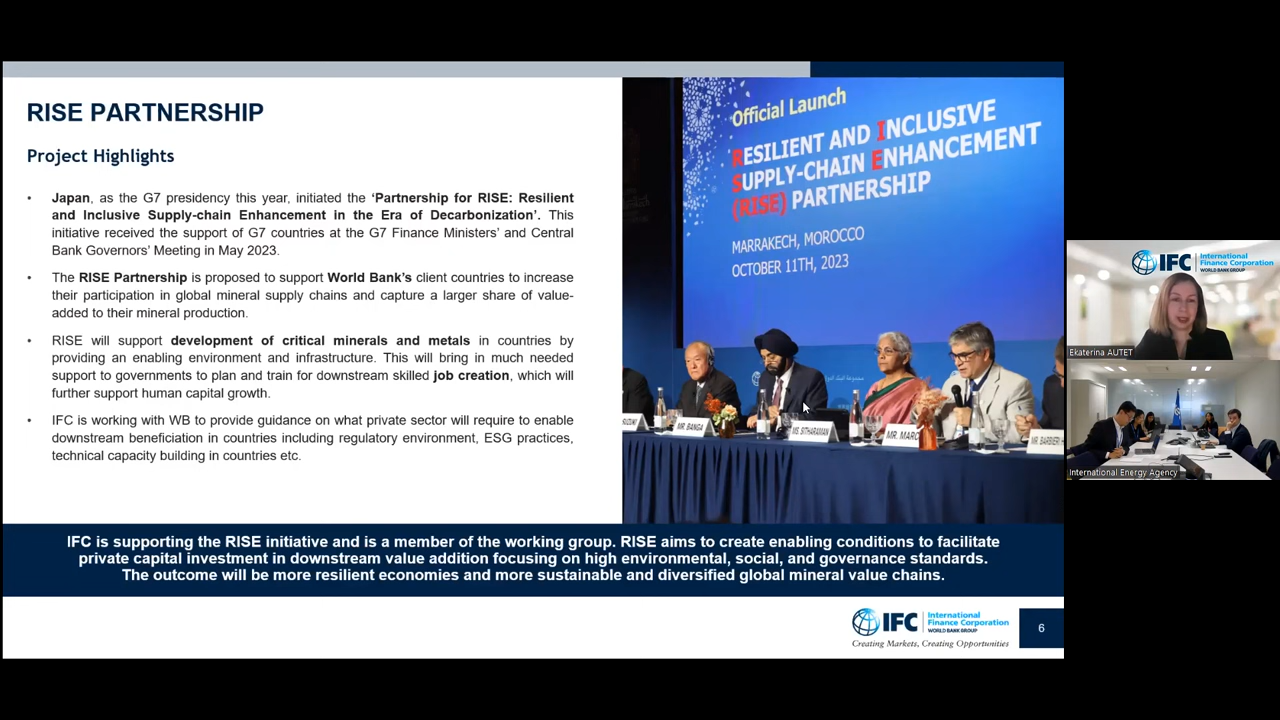 RISE PARTNERSHIP
Project Highlights
• Japan, as the G7 presidency this year, initiated the ‘Partnership for RISE: Resilient
and Inclusive Supply-chain Enhancement in the Era of Decarbonization’. This
initiative received the support of G7 countries at the G7 Finance Ministers’ and Central
Bank Governors’ Meeting in May 2023.
• The RISE Partnership is proposed to support World Bank’s client countries to increase
their participation in global mineral supply chains and capture a larger share of value-
added to their mineral production.
• RISE will support development of critical minerals and metals in countries by
providing an enabling environment and infrastructure. This will bring in much needed
support to governments to plan and train for downstream skilled job creation, which will
further support human capital growth.
• IFC is working with WB to provide guidance on what private sector will require to enable
downstream beneficiation in countries including regulatory environment, ESG practices,
technical capacity building in countries etc.
Official Launch
RESILIENT AND INCLUSIVE
SUPPLY-CHAIN ENHANCEMENT
(RISE) PARTNERSHIP
MARRAKECH, MOROCCO
OCTOBER 11TH, 2023
MR. BANGA
MS. SITHARAMAN
MR. MARC
MR. BARBIERI
IFC is supporting the RISE initiative and is a member of the working group. RISE aims to create enabling conditions to facilitate
private capital investment in downstream value addition focusing on high environmental, social, and governance standards.
The outcome will be more resilient economies and more sustainable and diversified global mineral value chains.
IFC International
Finance Corporation
WORLD BANK GROUP
Creating Markets, Creating Opportunities
6
IFC International
Finance Corporation
WORLD BANK GROUP
Ekaterina AUTET
International Energy Agency